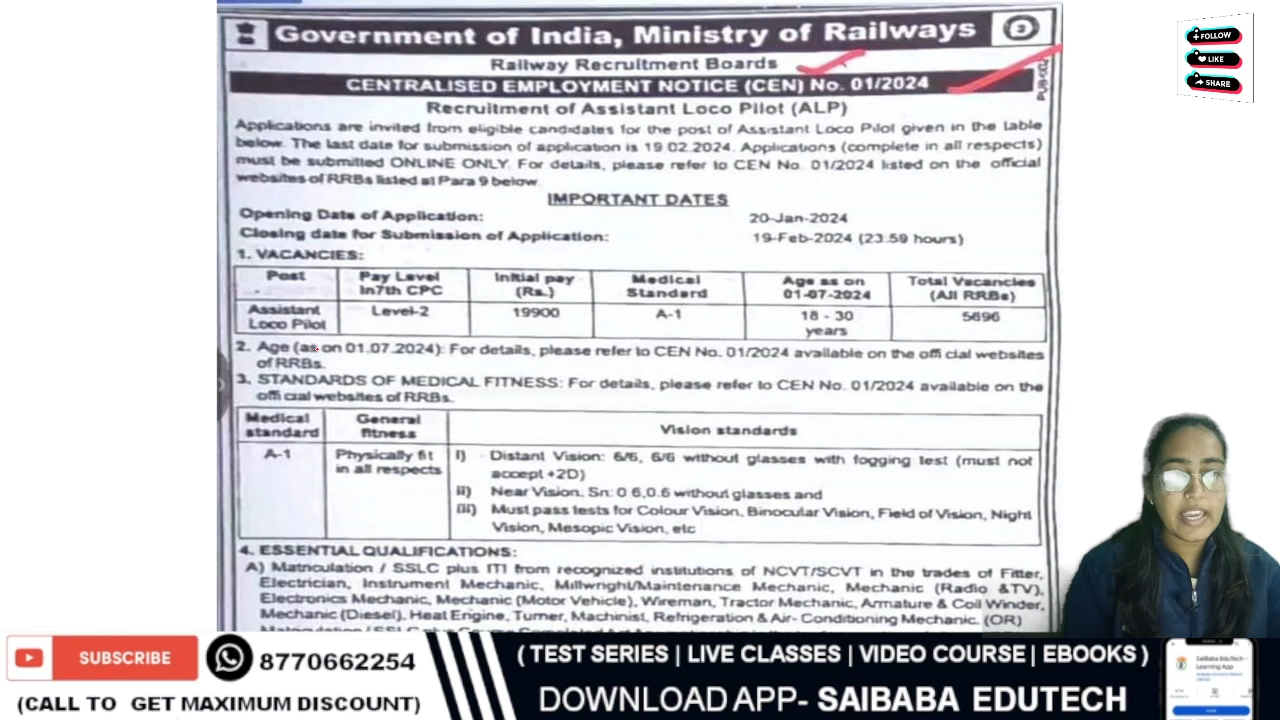 Government of India, Ministry of Railways
Railway Recruitment Boards
CENTRALISED EMPLOYMENT NOTICE (CEN) No. 01/2024
Recruitment of Assistant Loco Pilot (ALP)
Applications are invited from eligible candidates for the post of Assistant Loco Pilot given in the table
below. The last date for submission of application is 19.02.2024. Applications (complete in all respects)
must be submitted ONLINE ONLY. For details, please refer to CEN No. 01/2024 listed on the official
websites of RRBs listed at Para 9 below.
IMPORTANT DATES
Opening Date of Application: 20-Jan-2024
Closing date for Submission of Application: 19-Feb-2024 (23.59 hours)
1. VACANCIES:
Post
Pay Level
In7th CPC
Initial pay
(Rs.)
Medical
Standard
Age as on
01-07-2024
Total Vacancies
(All RRBs)
Assistant
Loco Pilot
Level-2
19900
A-1
18 - 30
years
5696
2. Age (as on 01.07.2024): For details, please refer to CEN No. 01/2024 available on the offi cial websites
of RRBs.
3. STANDARDS OF MEDICAL FITNESS: For details, please refer to CEN No. 01/2024 available on the
offi cial websites of RRBs.
Medical
standard
General
fitness
Vision standards
A-1
Physically fit
in all respects
i) Distant Vision: 6/6, 6/6 without glasses with fogging test (must not
accept +2D)
ii) Near Vision. Sn: 0.6,0.6 without glasses and
(iii) Must pass tests for Colour Vision, Binocular Vision, Field of Vision, Night
Vision, Mesopic Vision, etc
4. ESSENTIAL QUALIFICATIONS:
A) Matriculation / SSLC plus ITI from recognized institutions of NCVT/SCVT in the trades of Fitter,
Electrician, Instrument Mechanic, Millwright/Maintenance Mechanic, Mechanic (Radio &TV),
Electronics Mechanic, Mechanic (Motor Vehicle), Wireman, Tractor Mechanic, Armature & Coil Winder,
Mechanic (Diesel), Heat Engine, Turner, Machinist, Refrigeration & Air- Conditioning Mechanic. (OR)
FOLLOW
LIKE
SHARE
SUBSCRIBE
8770662254
(CALL TO GET MAXIMUM DISCOUNT)
( TEST SERIES | LIVE CLASSES | VIDEO COURSE | EBOOKS )
DOWNLOAD APP- SAIBABA EDUTECH
SaiBaba EduTech -
Learning App